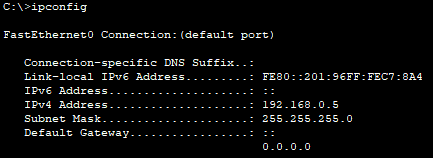 C:\>ipconfig
FastEthernet0 Connection:(default port)
Connection-specific DNS Suffix..:
Link-local IPv6 Address.........: FE80::201:96FF:FEC7:8A4
IPv6 Address....................: ::
IPv4 Address....................: 192.168.0.5
Subnet Mask.....................: 255.255.255.0
Default Gateway.................: ::
0.0.0.0